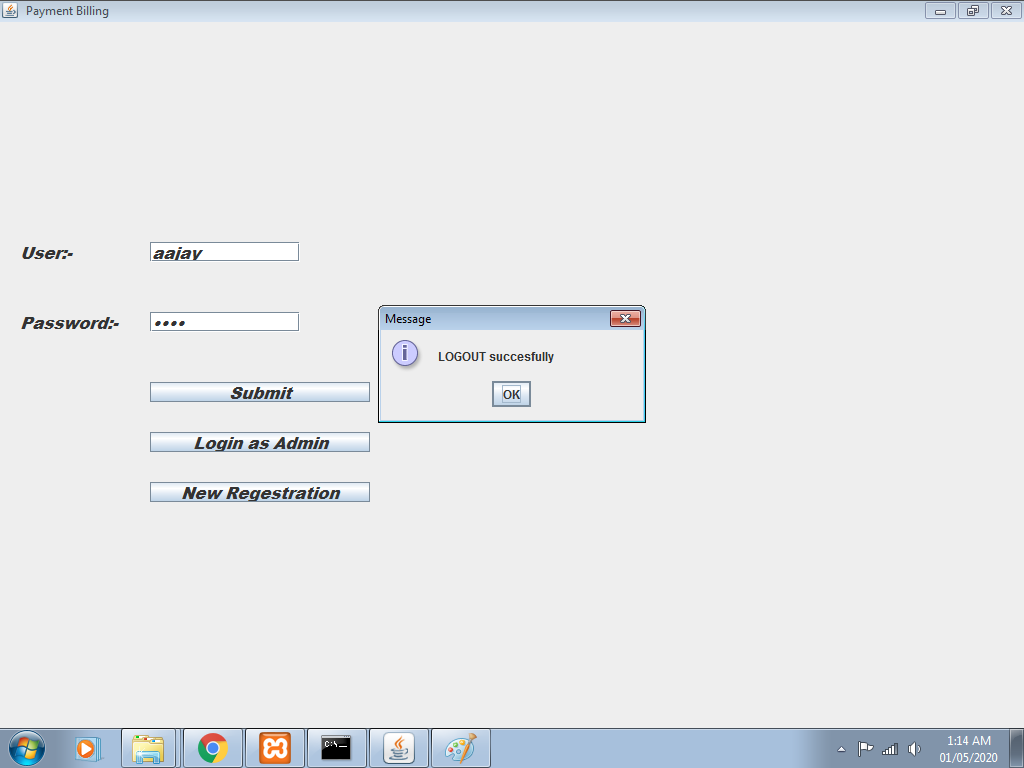 Payment Billing
User:-
aajay
Password:-
••••
Message
LOGOUT succesfully
OK
Submit
Login as Admin
New Regestration
C:\_
1:14 AM
01/05/2020